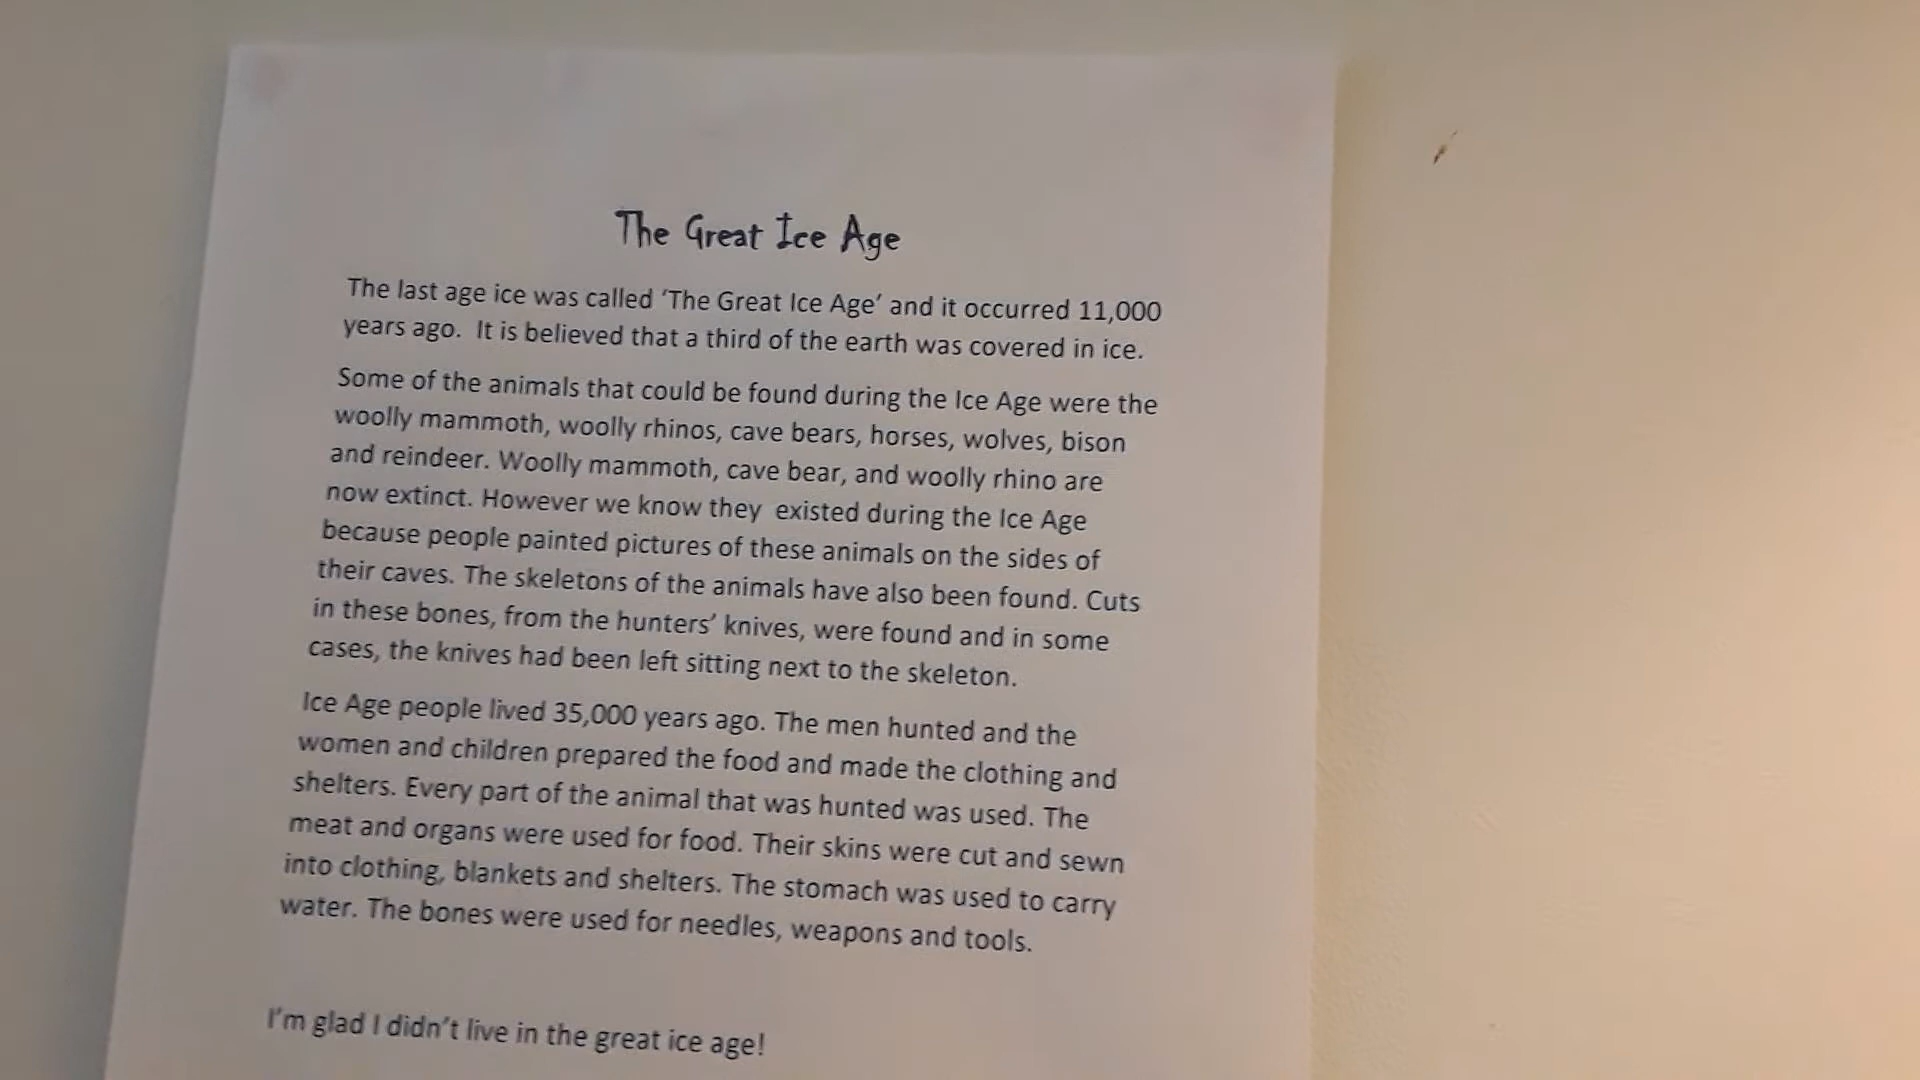 The Great Ice Age
The last age ice was called ‘The Great Ice Age’ and it occurred 11,000
years ago.  It is believed that a third of the earth was covered in ice.
Some of the animals that could be found during the Ice Age were the
woolly mammoth, woolly rhinos, cave bears, horses, wolves, bison
and reindeer. Woolly mammoth, cave bear, and woolly rhino are
now extinct. However we know they  existed during the Ice Age
because people painted pictures of these animals on the sides of
their caves. The skeletons of the animals have also been found. Cuts
in these bones, from the hunters’ knives, were found and in some
cases, the knives had been left sitting next to the skeleton.
Ice Age people lived 35,000 years ago. The men hunted and the
women and children prepared the food and made the clothing and
shelters. Every part of the animal that was hunted was used. The
meat and organs were used for food. Their skins were cut and sewn
into clothing, blankets and shelters. The stomach was used to carry
water. The bones were used for needles, weapons and tools.
I’m glad I didn’t live in the great ice age!